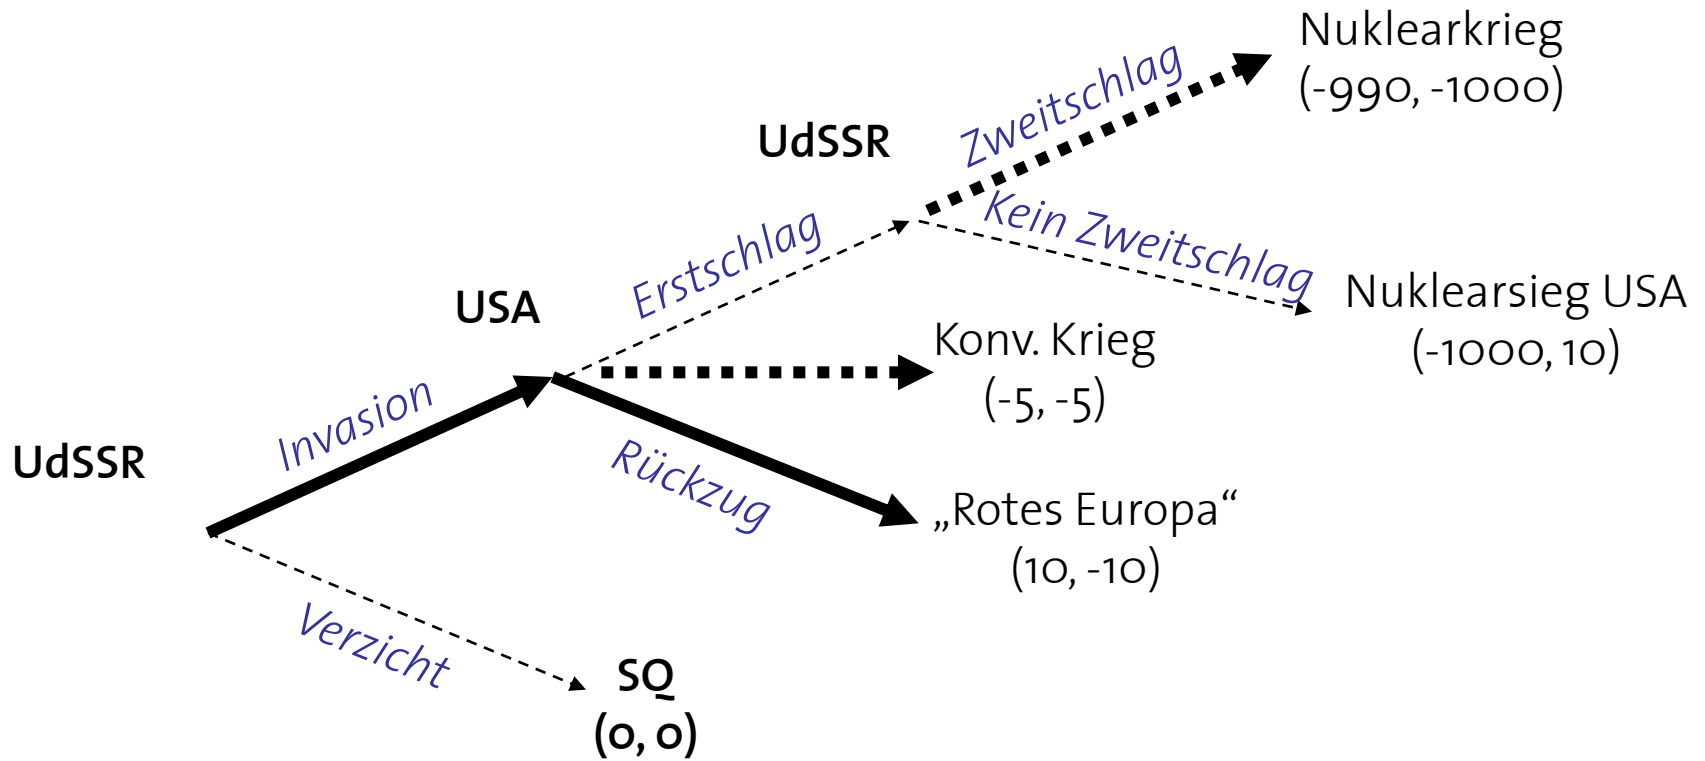 Nuklearkrieg
(-990, -1000)
Zweitschlag
UdSSR
Kein Zweitschlag
Erstschlag
Nuklearsieg USA
(-1000, 10)
USA
Konv. Krieg
(-5, -5)
Invasion
UdSSR
Rückzug
„Rotes Europa“
(10, -10)
Verzicht
SQ
(0, 0)